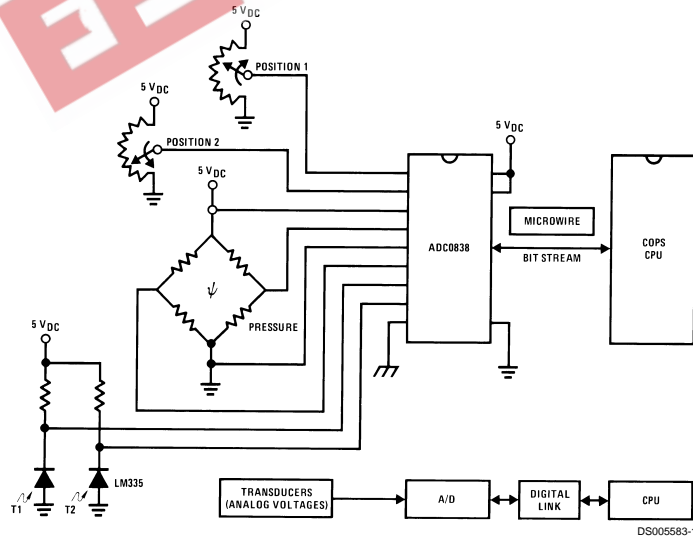 5 VDC
POSITION 1
5 VDC
POSITION 2
5 VDC
5 VDC
ADC0838
MICROWIRE
BIT STREAM
COPS
CPU
ψ
PRESSURE
5 VDC
T1
T2
LM335
TRANSDUCERS
(ANALOG VOLTAGES)
A/D
DIGITAL
LINK
CPU